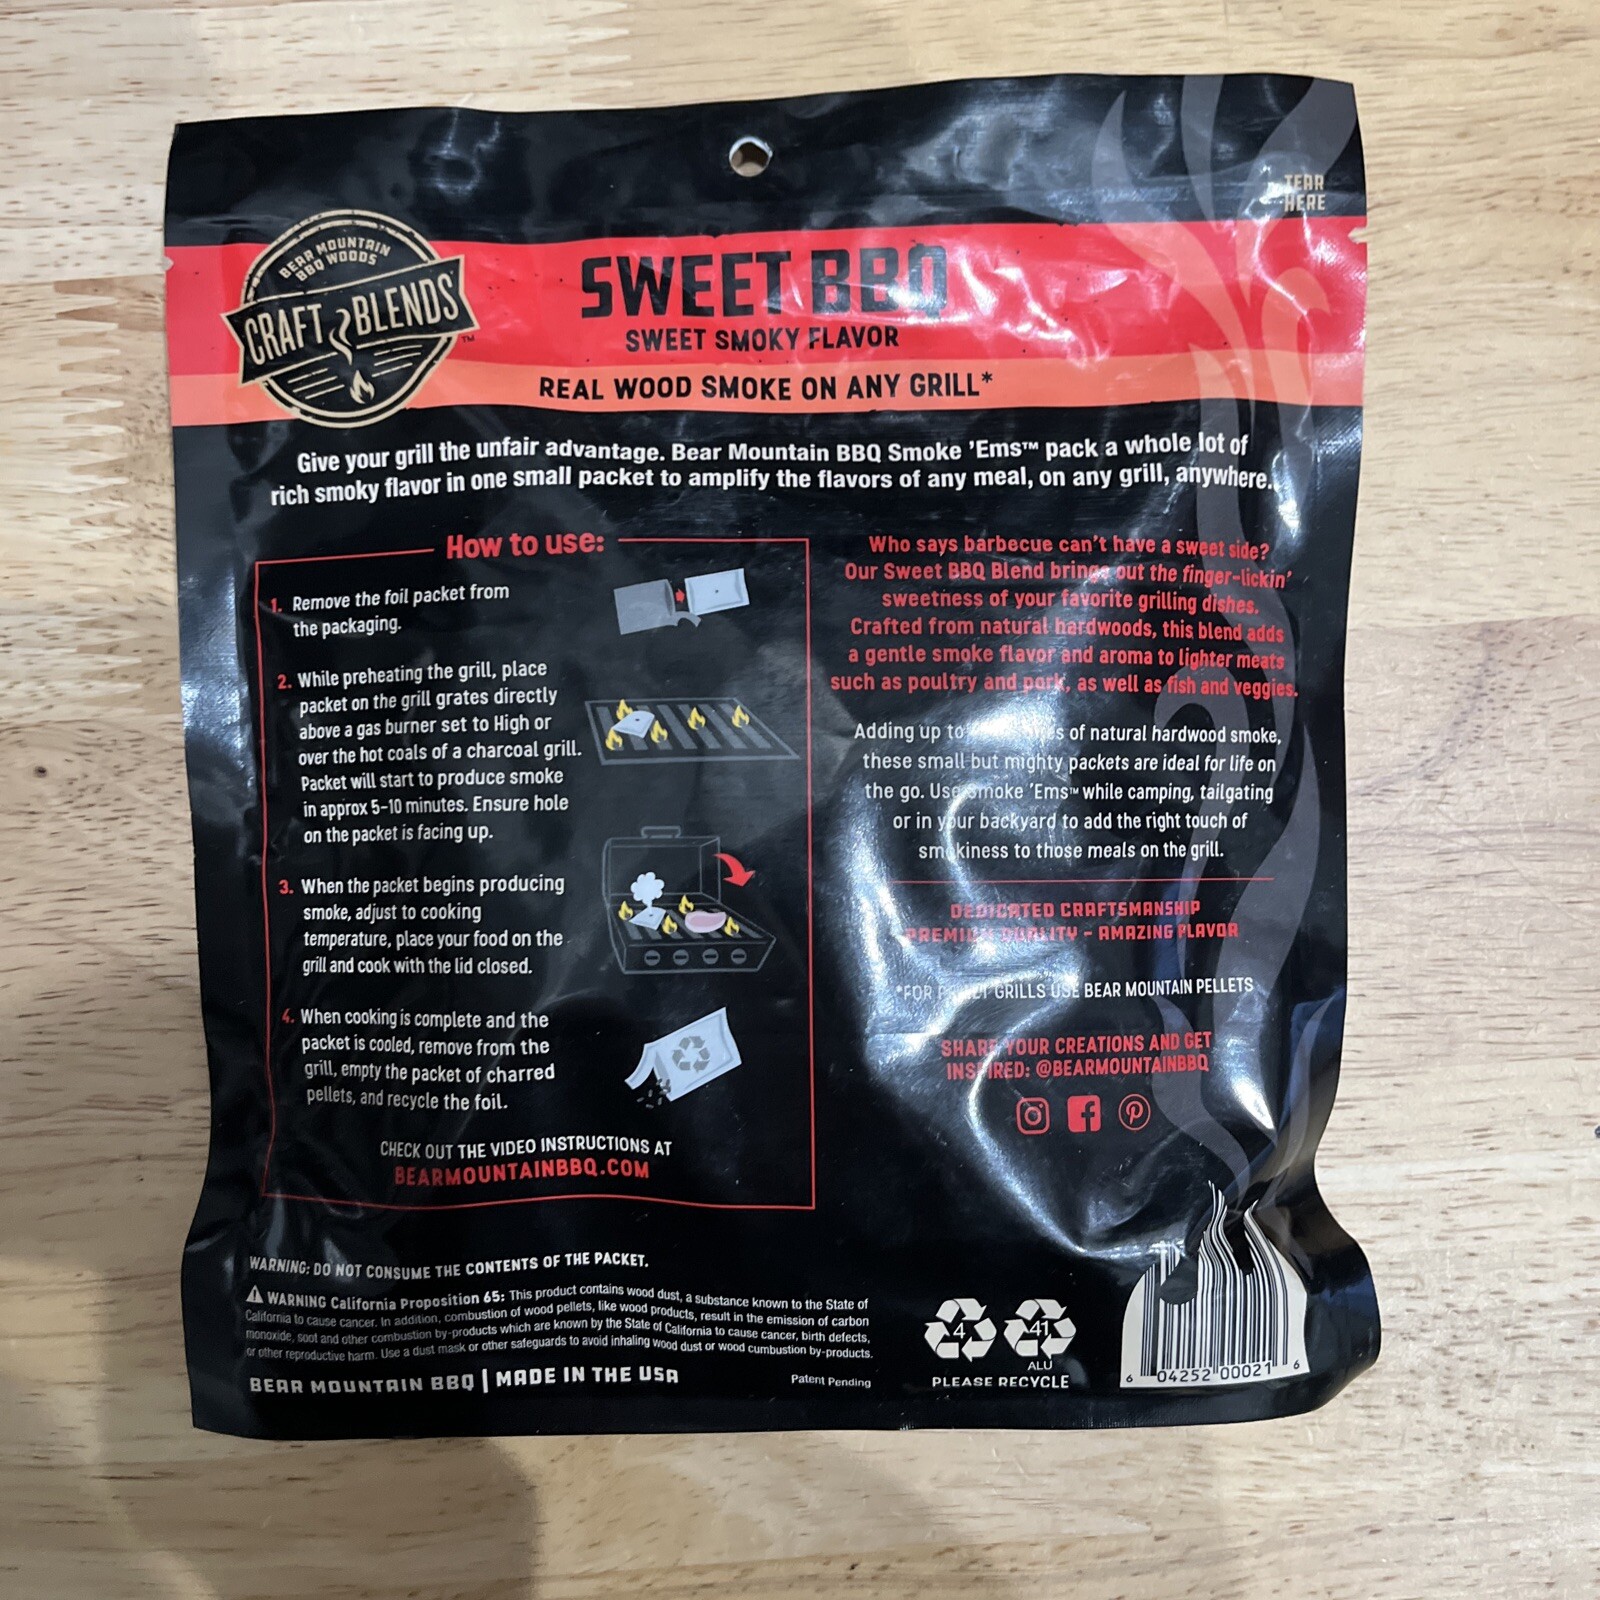 TEAR
HERE
BEAR MOUNTAIN
BBQ WOODS
CRAFT BLENDS
TM
SWEET BBQ
SWEET SMOKY FLAVOR
REAL WOOD SMOKE ON ANY GRILL*
Give your grill the unfair advantage. Bear Mountain BBQ Smoke 'Ems™ pack a whole lot of
rich smoky flavor in one small packet to amplify the flavors of any meal, on any grill, anywhere.
How to use:
1. Remove the foil packet from
the packaging.
2. While preheating the grill, place
packet on the grill grates directly
above a gas burner set to High or
over the hot coals of a charcoal grill.
Packet will start to produce smoke
in approx 5-10 minutes. Ensure hole
on the packet is facing up.
3. When the packet begins producing
smoke, adjust to cooking
temperature, place your food on the
grill and cook with the lid closed.
4. When cooking is complete and the
packet is cooled, remove from the
grill, empty the packet of charred
pellets, and recycle the foil.
CHECK OUT THE VIDEO INSTRUCTIONS AT
BEARMOUNTAINBBQ.COM
Who says barbecue can't have a sweet side?
Our Sweet BBQ Blend brings out the finger-lickin'
sweetness of your favorite grilling dishes.
Crafted from natural hardwoods, this blend adds
a gentle smoke flavor and aroma to lighter meats
such as poultry and pork, as well as fish and veggies.
Adding up to of natural hardwood smoke,
these small but mighty packets are ideal for life on
the go. Use Smoke 'Ems™ while camping, tailgating
or in your backyard to add the right touch of
smokiness to those meals on the grill.
DEDICATED CRAFTSMANSHIP
PREMIUM QUALITY - AMAZING FLAVOR
*FOR PELLET GRILLS USE BEAR MOUNTAIN PELLETS
SHARE YOUR CREATIONS AND GET
INSPIRED: @BEARMOUNTAINBBQ
WARNING: DO NOT CONSUME THE CONTENTS OF THE PACKET.
WARNING California Proposition 65: This product contains wood dust, a substance known to the State of
California to cause cancer. In addition, combustion of wood pellets, like wood products, result in the emission of carbon
monoxide, soot and other combustion by-products which are known by the State of California to cause cancer, birth defects,
or other reproductive harm. Use a dust mask or other safeguards to avoid inhaling wood dust or wood cumbustion by-products.
BEAR MOUNTAIN BBQ | MADE IN THE USA
Patent Pending
4 41
ALU
PLEASE RECYCLE
6 04252 00021 6